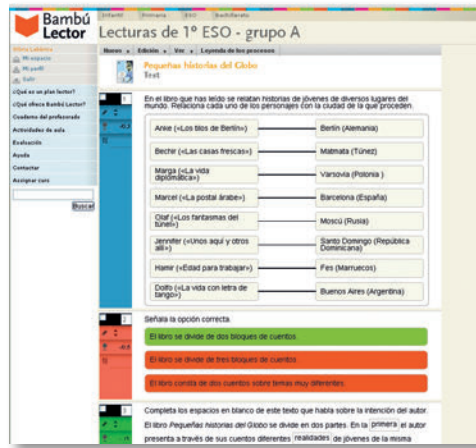 Infantil Primaria ESO Bachillerato
Bambú
Lector
Lecturas de 1º ESO - grupo A
Nuevo Edición Ver Leyenda de los procesos
Mi espacio
Mi perfil
Salir
¿Qué es un plan lector?
¿Qué ofrece Bambú Lector?
Cuaderno del profesorado
Actividades de aula
Evaluación
Ayuda
Contactar
Assignar curs
Buscar
Pequeñas historias del Globo
Test
1
En el libro que has leído se relatan historias de jóvenes de diversos lugares del
mundo. Relaciona cada uno de los personajes con la ciudad de la que proceden.
Anke («Los tilos de Berlín») Berlín (Alemania)
Bechir («Las casas frescas») Matmata (Túnez)
Marga («La vida
diplomática») Varsovia (Polonia )
Marcel («La postal árabe») Barcelona (España)
Olaf («Los fantasmas del
túnel») Moscú (Rusia)
Jennifer («Unos aquí y otros
allí») Santo Domingo (República
Dominicana)
Hamir («Edad para trabajar») Fes (Marruecos)
Dolfo («La vida con letra de
tango») Buenos Aires (Argentina)
2
Señala la opción correcta.
El libro se divide de dos bloques de cuentos.
El libro se divide de tres bloques de cuentos.
El libro consta de dos cuentos sobre temas muy diferentes.
3
Completa los espacios en blanco de este texto que habla sobre la intención del autor.
El libro Pequeñas historias del Globo se divide en dos partes. En la primera el autor
presenta a través de sus cuentos diferentes realidades de jóvenes de la misma